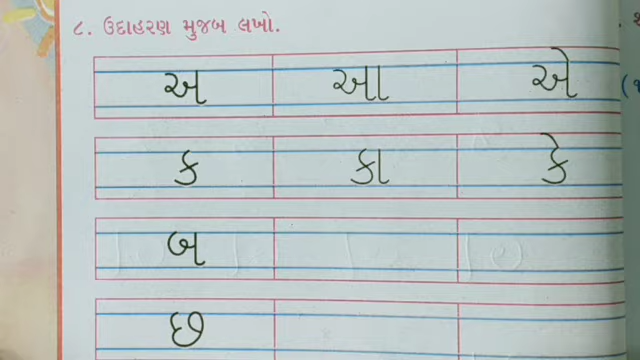 ૮. ઉદાહરણ મુજબ લખો.
અ આ એ
ક કા કે
બ
છ